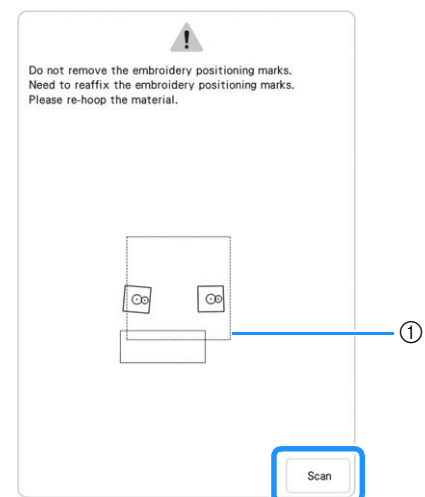 Do not remove the embroidery positioning marks.
Need to reaffix the embroidery positioning marks.
Please re-hoop the material.
①
Scan